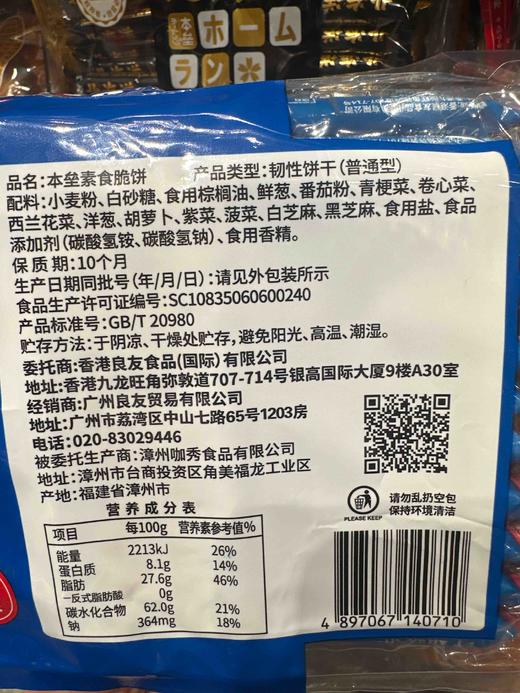 本垒
ホーム
ラン
品名:本垒素食脆饼 产品类型:韧性饼干(普通型)
配料:小麦粉、白砂糖、食用棕榈油、鲜葱、番茄粉、青梗菜、卷心菜、
西兰花菜、洋葱、胡萝卜、紫菜、菠菜、白芝麻、黑芝麻、食用盐、食品
添加剂(碳酸氢铵、碳酸氢钠)、食用香精。
保质期:10个月
生产日期同批号(年/月/日):请见外包装所示
食品生产许可证编号:SC10835060600240
产品标准号:GB/T 20980
贮存方法:于阴凉、干燥处贮存,避免阳光、高温、潮湿。
委托商:香港良友食品(国际)有限公司
地址:香港九龙旺角弥敦道707-714号银高国际大厦9楼A30室
经销商:广州良友贸易有限公司
地址:广州市荔湾区中山七路65号1203房
电话:020-83029446
被委托生产商:漳州咖秀食品有限公司
地址:漳州市台商投资区角美福龙工业区
产地:福建省漳州市
PLEASE KEEP
请勿乱扔空包
保持环境清洁
营养成分表
项目 每100g 营养素参考值%
能量 2213kJ 26%
蛋白质 8.1g 14%
脂肪 27.6g 46%
—反式脂肪酸 0g
碳水化合物 62.0g 21%
钠 364mg 18%
4 897067 140710